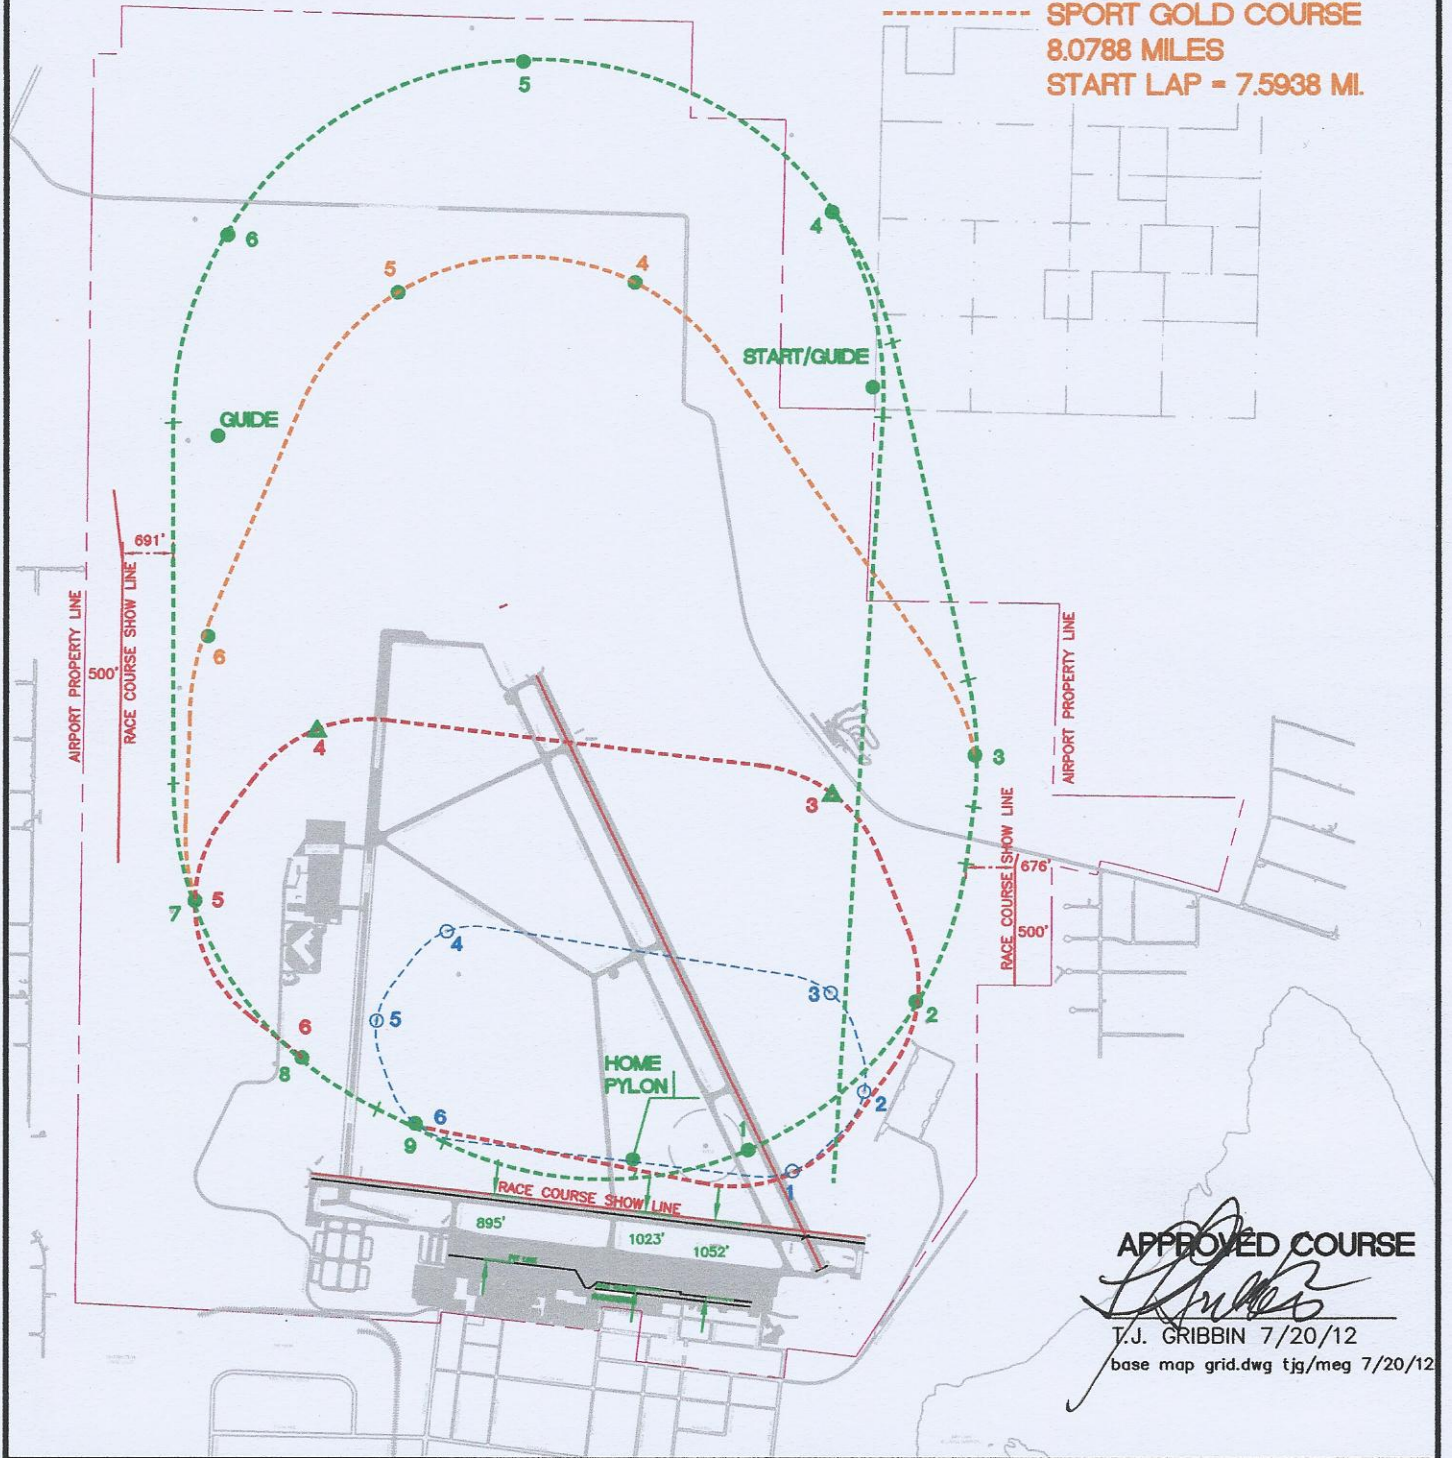 SPORT GOLD COURSE
8.0788 MILES
START LAP = 7.5938 MI.
5
4
6
5
4
START/GUIDE
GUIDE
691'
AIRPORT PROPERTY LINE
500'
RACE COURSE SHOW LINE
6
AIRPORT PROPERTY LINE
4
3
3
RACE COURSE SHOW LINE
676'
500'
7
5
4
3
2
5
6
8
HOME
PYLON
2
6
9
1
1
RACE COURSE SHOW LINE
895'
1023'
1052'
PIT LINE
APPROVED COURSE
T.J. GRIBBIN 7/20/12
base map grid.dwg tjg/meg 7/20/12